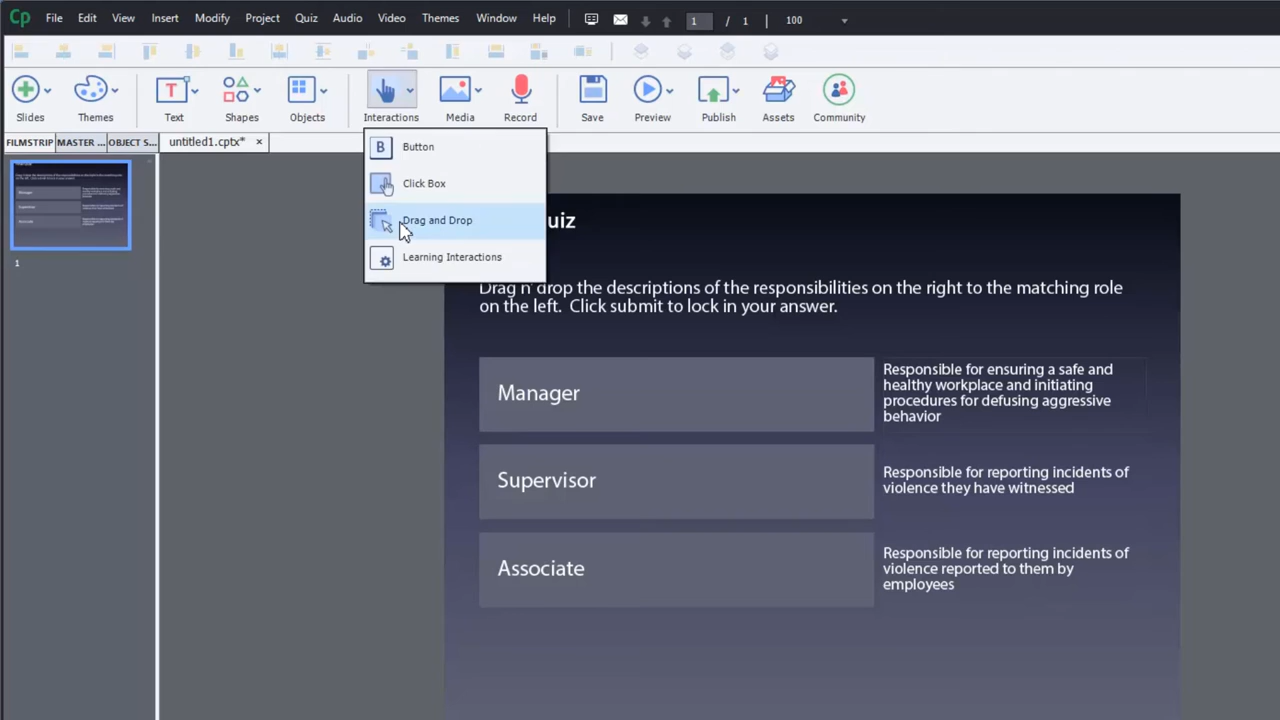 Cp File Edit View Insert Modify Project Quiz Audio Video Themes Window Help 1 / 1 100
Slides Themes T Text Shapes Objects Interactions Media Record Save Preview Publish Assets Community
FILMSTRIP MASTER ... OBJECT S... untitled1.cptx* ×
B Button
Click Box
Drag and Drop
Learning Interactions
1
uiz
Drag n' drop the descriptions of the responsibilities on the right to the matching role
on the left. Click submit to lock in your answer.
Manager
Responsible for ensuring a safe and
healthy workplace and initiating
procedures for defusing aggressive
behavior
Supervisor
Responsible for reporting incidents of
violence they have witnessed
Associate
Responsible for reporting incidents of
violence reported to them by
employees